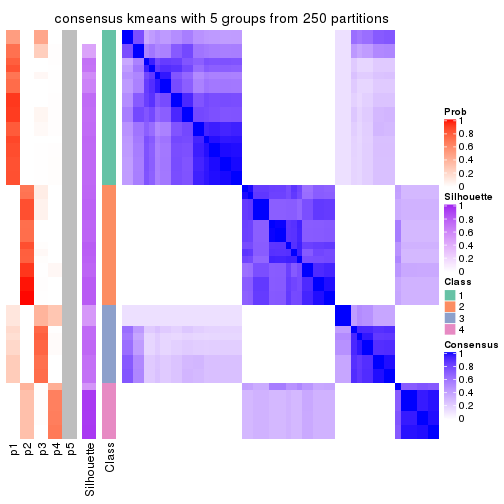 consensus kmeans with 5 groups from 250 partitions
Prob
1
0.8
0.6
0.4
0.2
0
Silhouette
1
0.8
0.6
0.4
0.2
0
Class
1
2
3
4
Consensus
1
0.8
0.6
0.4
0.2
0
p1
p2
p3
p4
p5
Silhouette
Class